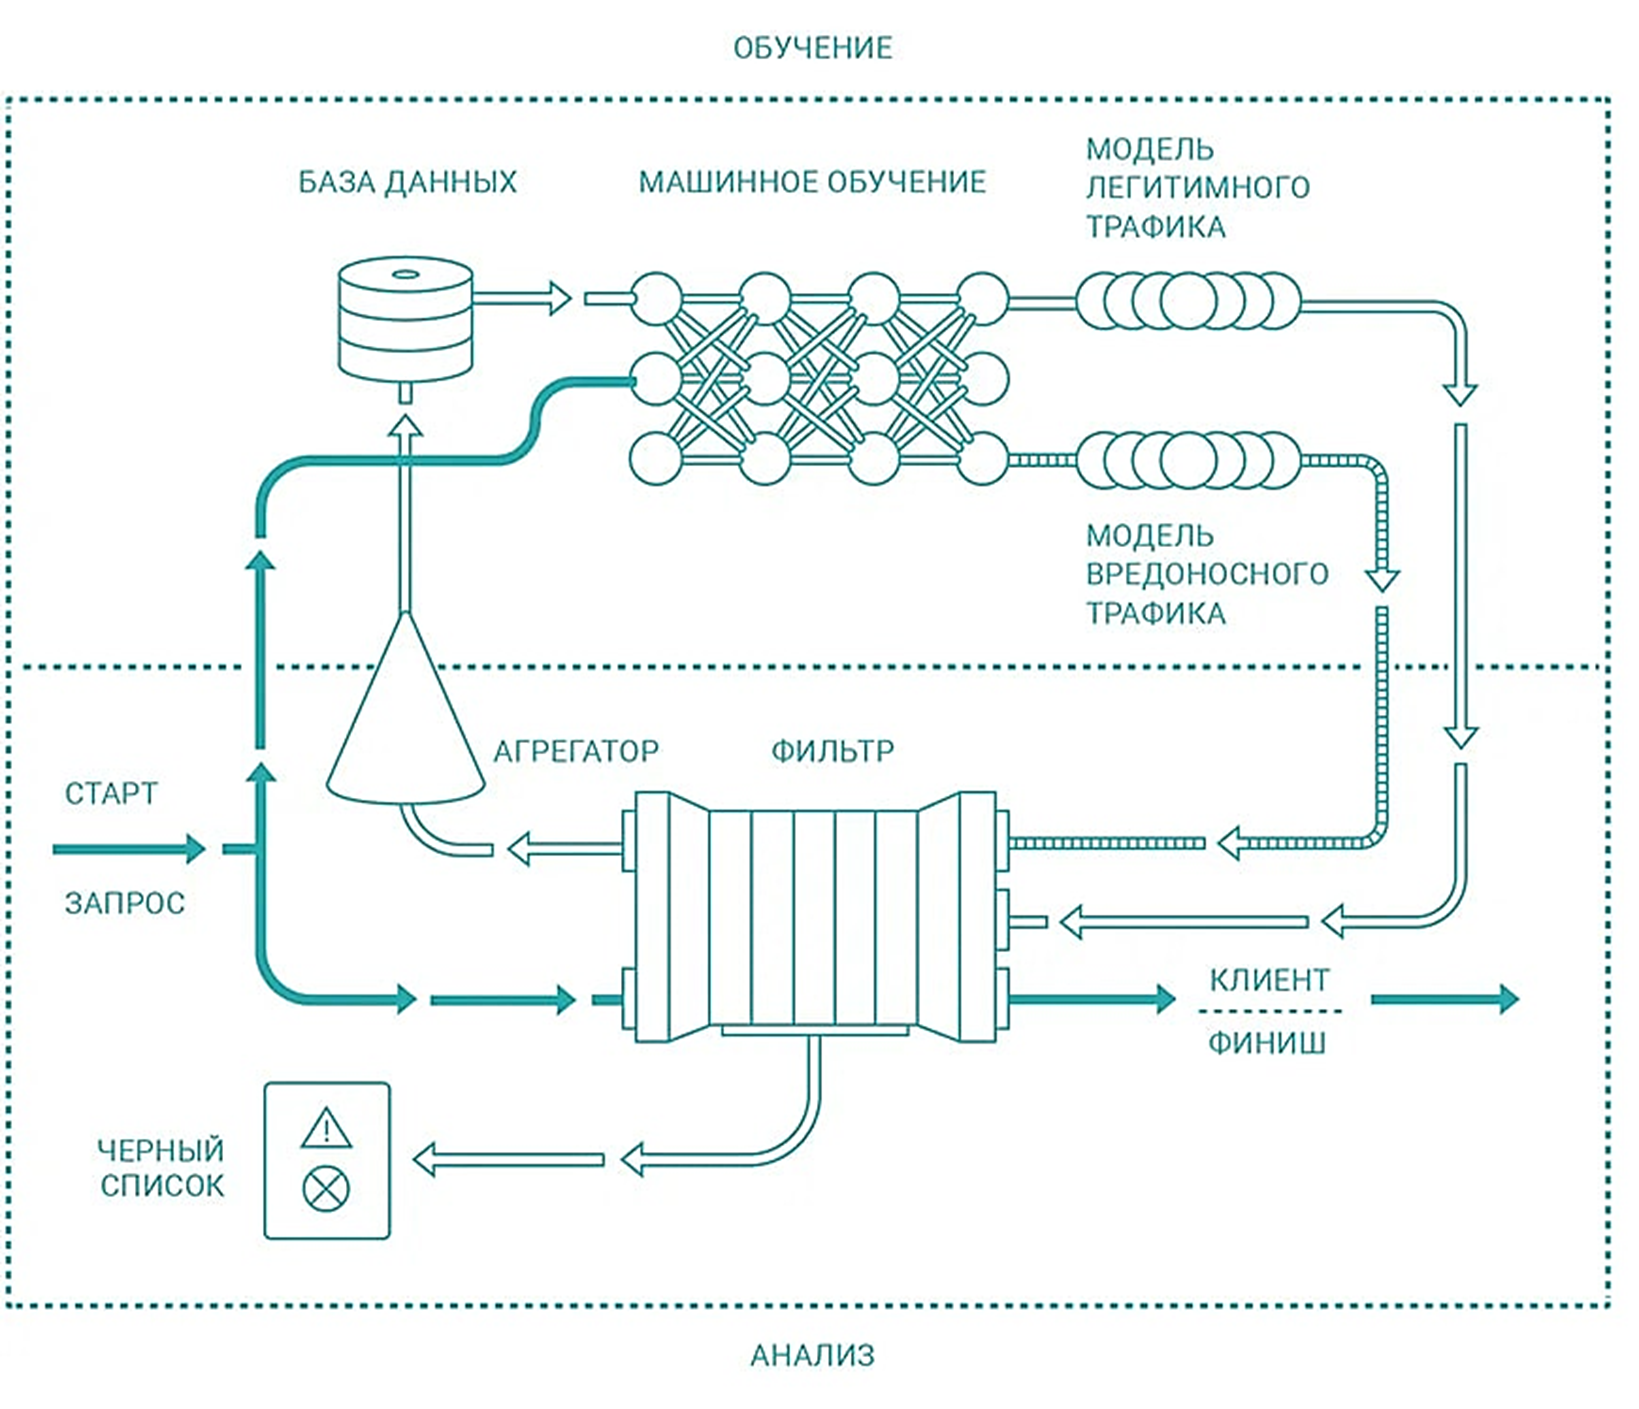 ОБУЧЕНИЕ
БАЗА ДАННЫХ
МАШИННОЕ ОБУЧЕНИЕ
МОДЕЛЬ
ЛЕГИТИМНОГО
ТРАФИКА
МОДЕЛЬ
ВРЕДОНОСНОГО
ТРАФИКА
АГРЕГАТОР
ФИЛЬТР
СТАРТ
ЗАПРОС
КЛИЕНТ
ФИНИШ
ЧЕРНЫЙ
СПИСОК
АНАЛИЗ